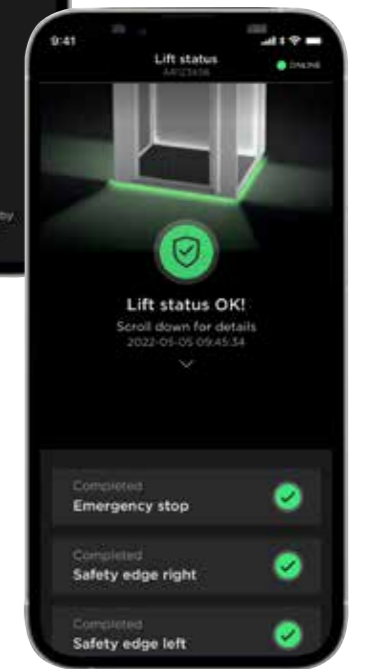 by
9:41
Lift status
ONLINE
Lift status OK!
Scroll down for details
2022-05-05 09:45:34
Completed
Emergency stop
Completed
Safety edge right
Completed
Safety edge left